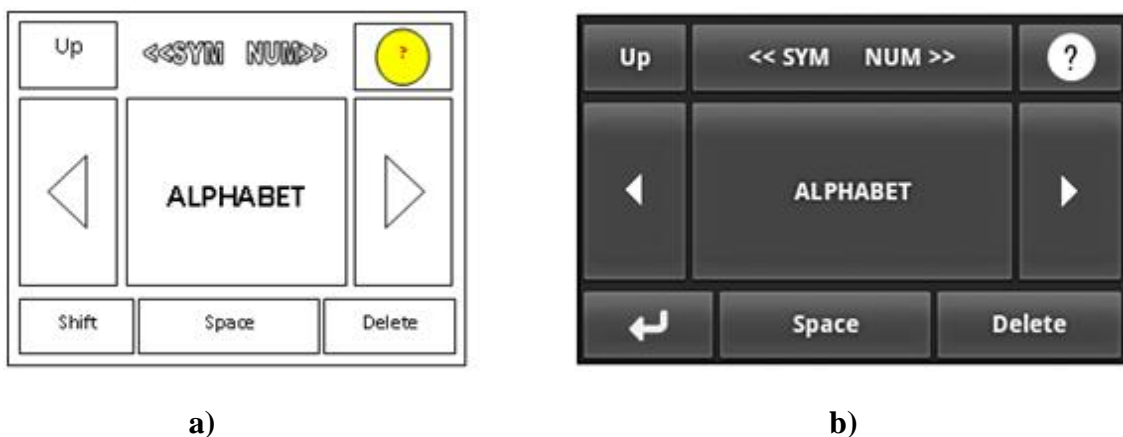 Up <<SYM NUM>> ?
ALPHABET
Shift Space Delete
a)
Up << SYM NUM >> ?
ALPHABET
Space Delete
b)